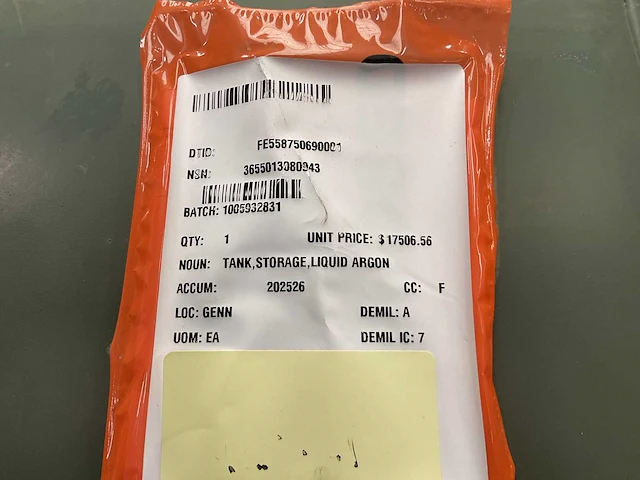 DTID: FE558750690001
NSN: 3655013080943
BATCH: 1005932831
QTY: 1 UNIT PRICE: $17506.56
NOUN: TANK,STORAGE,LIQUID ARGON
ACCUM: 202526 CC: F
LOC: GENN DEMIL: A
UOM: EA DEMIL IC: 7